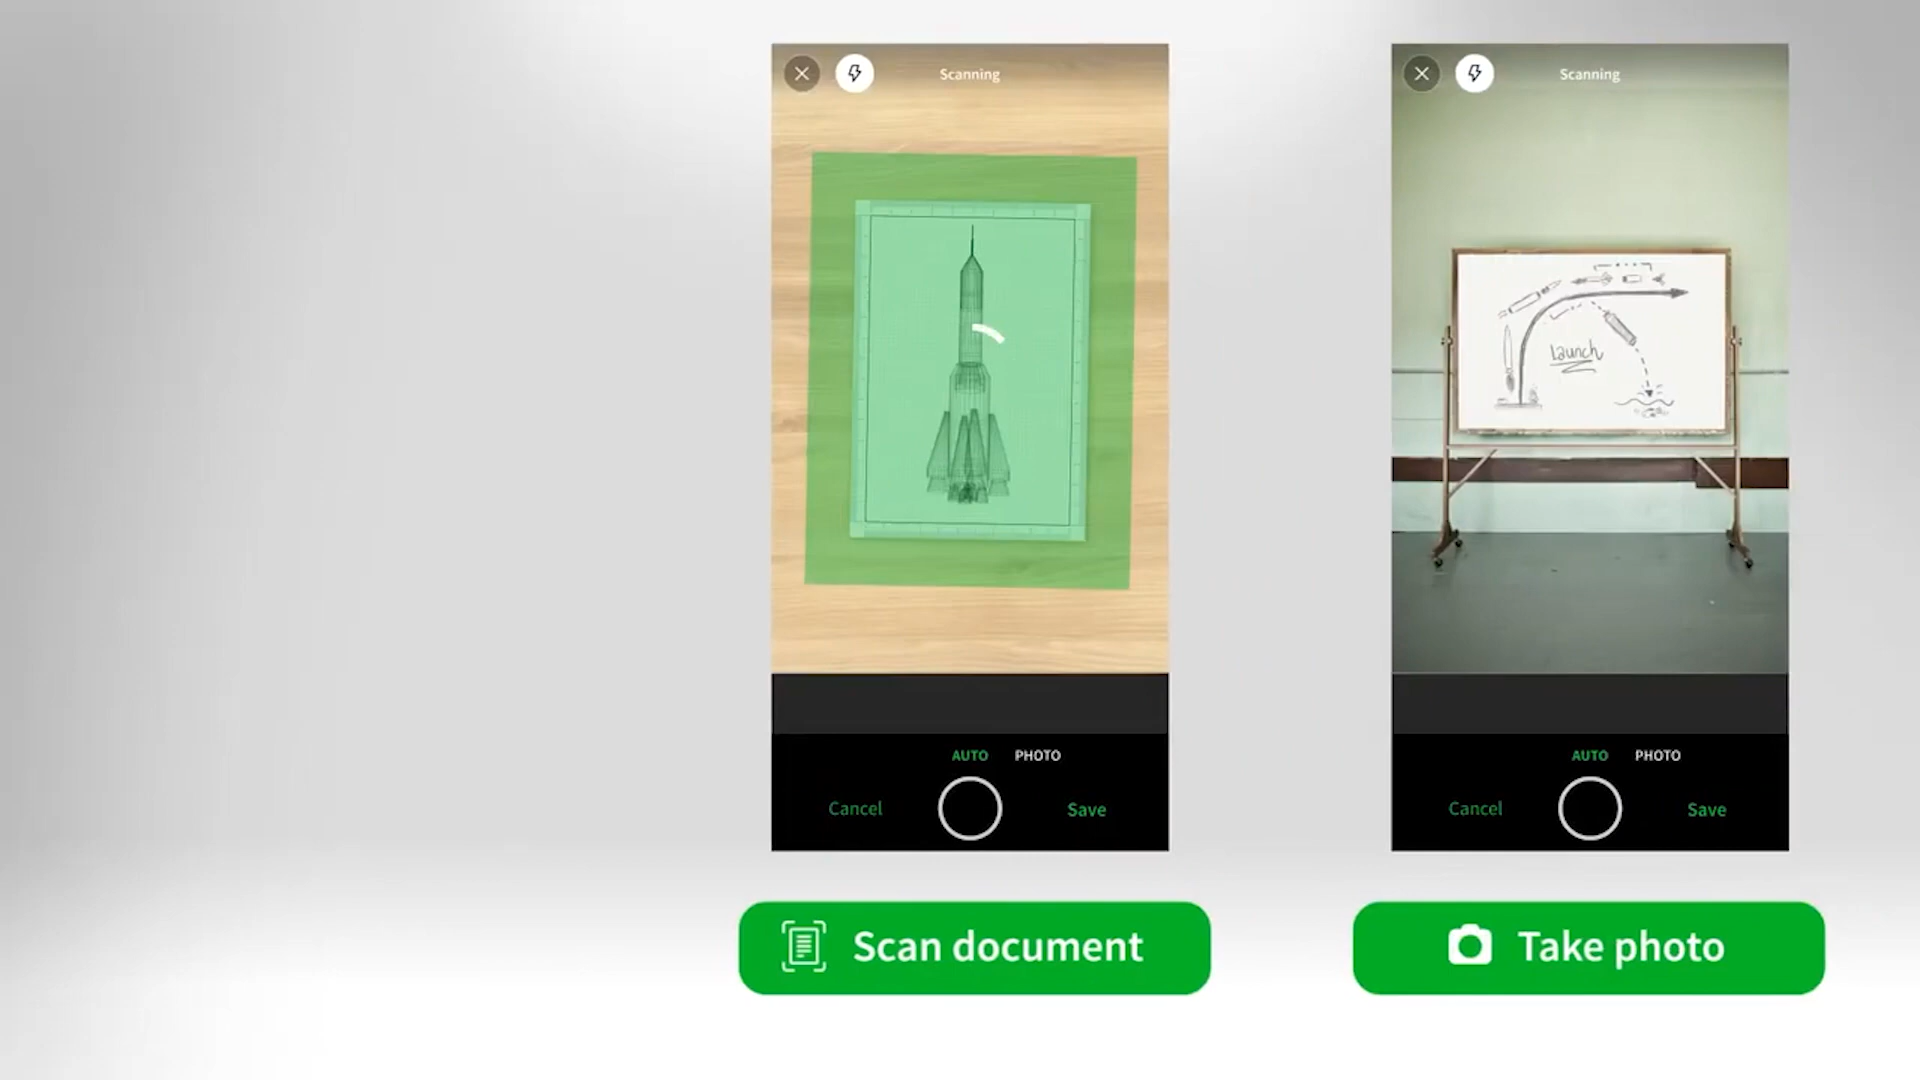 Scanning
AUTO PHOTO
Cancel
Save
Scan document
Scanning
Launch
AUTO PHOTO
Cancel
Save
Take photo